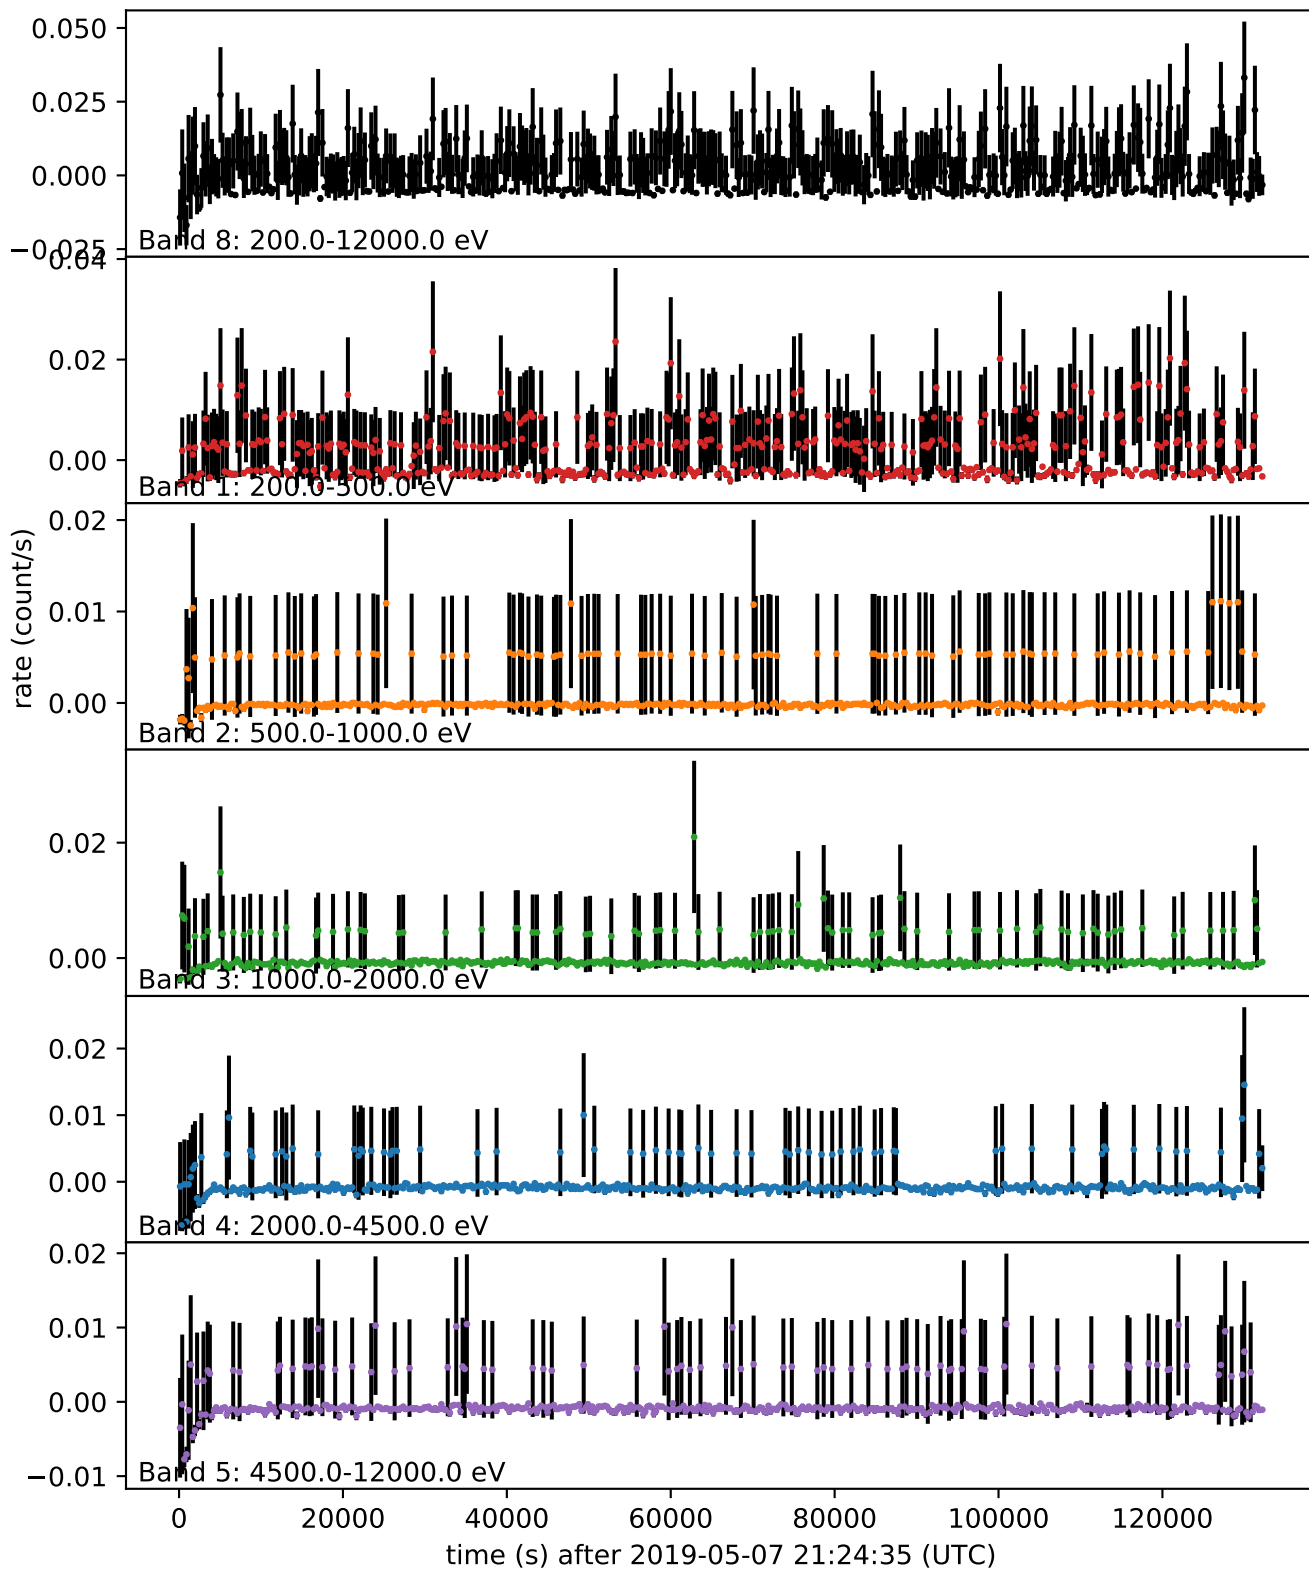 0.050
0.025
0.000
−0.025
Band 8: 200.0-12000.0 eV
0.04
0.02
0.00
Band 1: 200.0-500.0 eV
0.02
0.01
0.00
Band 2: 500.0-1000.0 eV
rate (count/s)
0.02
0.00
Band 3: 1000.0-2000.0 eV
0.02
0.01
0.00
Band 4: 2000.0-4500.0 eV
0.02
0.01
0.00
−0.01
Band 5: 4500.0-12000.0 eV
0 20000 40000 60000 80000 100000 120000
time (s) after 2019-05-07 21:24:35 (UTC)